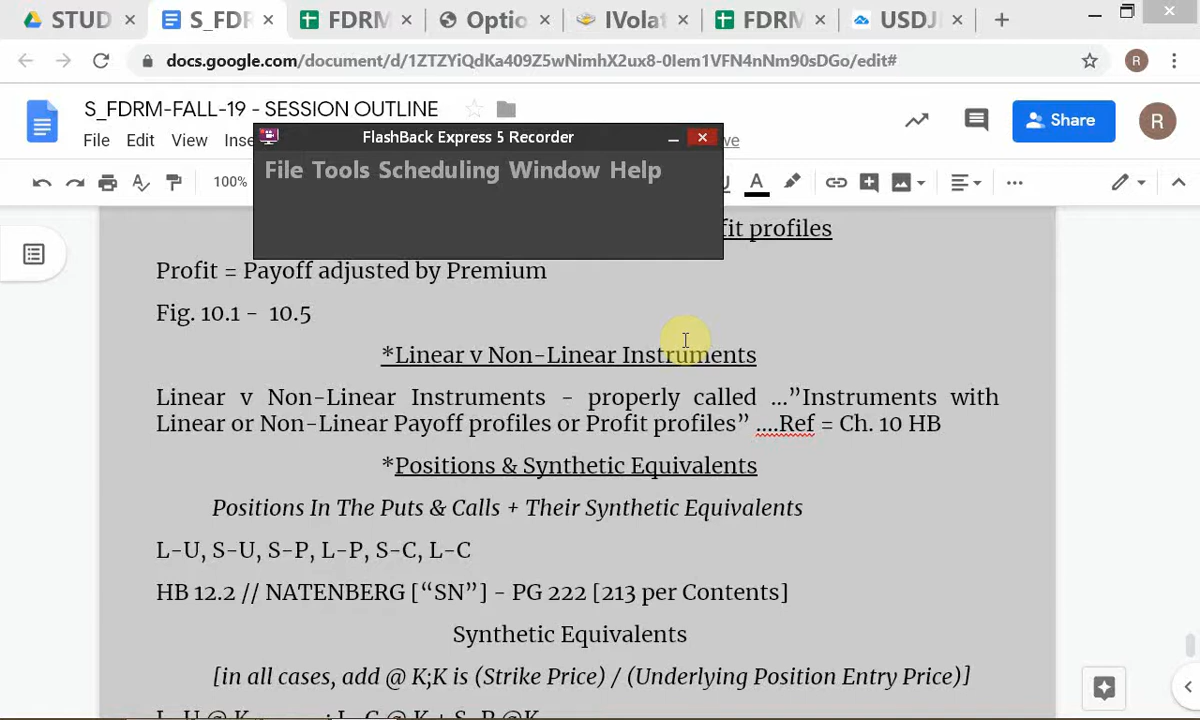 STUD S_FDR FDRM Optio IVolat FDRM USDJ
docs.google.com/document/d/1ZTZYiQdKa409Z5wNimhX2ux8-0Iem1VFN4nNm90sDGo/edit#
S_FDRM-FALL-19 - SESSION OUTLINE
Share
R
File Edit View Inse
FlashBack Express 5 Recorder
File Tools Scheduling Window Help
100%
fit profiles
Profit = Payoff adjusted by Premium
Fig. 10.1 - 10.5
*Linear v Non-Linear Instruments
Linear v Non-Linear Instruments - properly called ...”Instruments with
Linear or Non-Linear Payoff profiles or Profit profiles” ....Ref = Ch. 10 HB
*Positions & Synthetic Equivalents
Positions In The Puts & Calls + Their Synthetic Equivalents
L-U, S-U, S-P, L-P, S-C, L-C
HB 12.2 // NATENBERG [“SN”] - PG 222 [213 per Contents]
Synthetic Equivalents
[in all cases, add @ K;K is (Strike Price) / (Underlying Position Entry Price)]